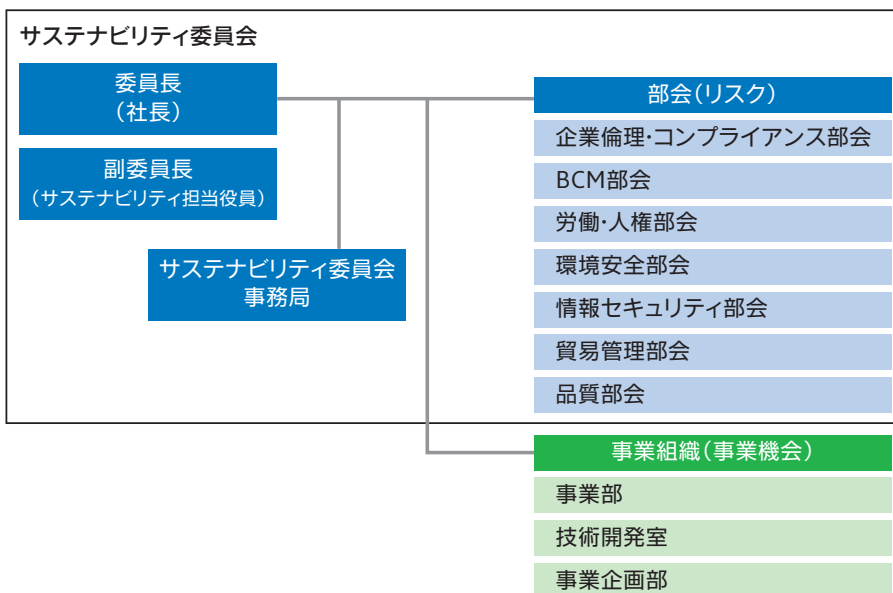 サステナビリティ委員会
委員長
（社長）
副委員長
（サステナビリティ担当役員）
サステナビリティ委員会
事務局
部会（リスク）
企業倫理・コンプライアンス部会
BCM部会
労働・人権部会
環境安全部会
情報セキュリティ部会
貿易管理部会
品質部会
事業組織（事業機会）
事業部
技術開発室
事業企画部